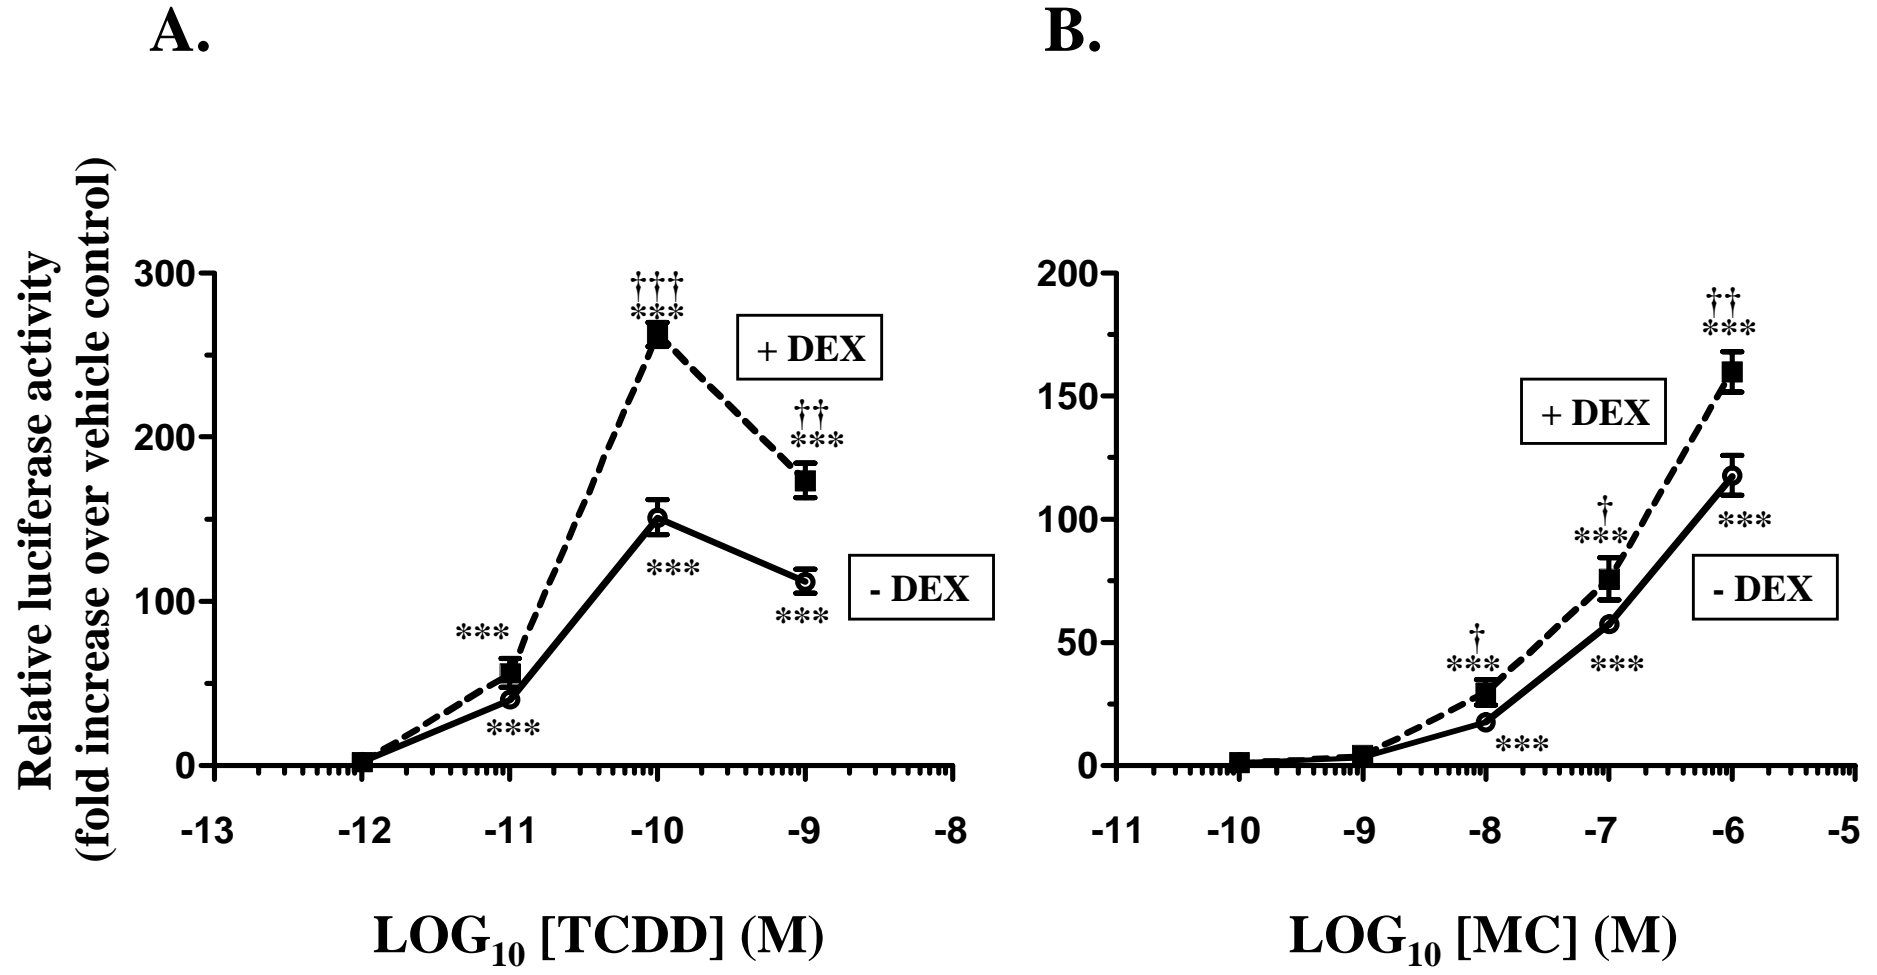 A.
Relative luciferase activity
(fold increase over vehicle control)
300
200
100
0
†††
***
+ DEX
††
***
***
***
- DEX
***
***
-13 -12 -11 -10 -9 -8
LOG10 [TCDD] (M)
B.
200
150
100
50
0
††
***
+ DEX
†
***
***
- DEX
†
***
***
***
-11 -10 -9 -8 -7 -6 -5
LOG10 [MC] (M)